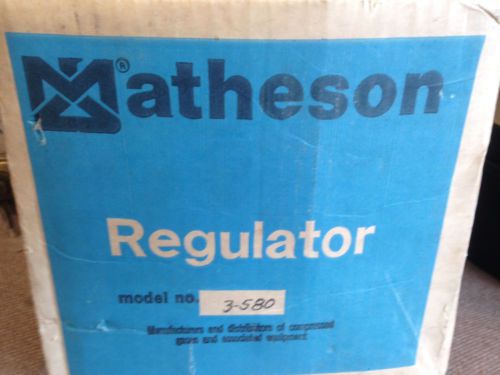 Matheson®
Regulator
model no. 3-580
Manufacturers and distributors of compressed
gases and associated equipment